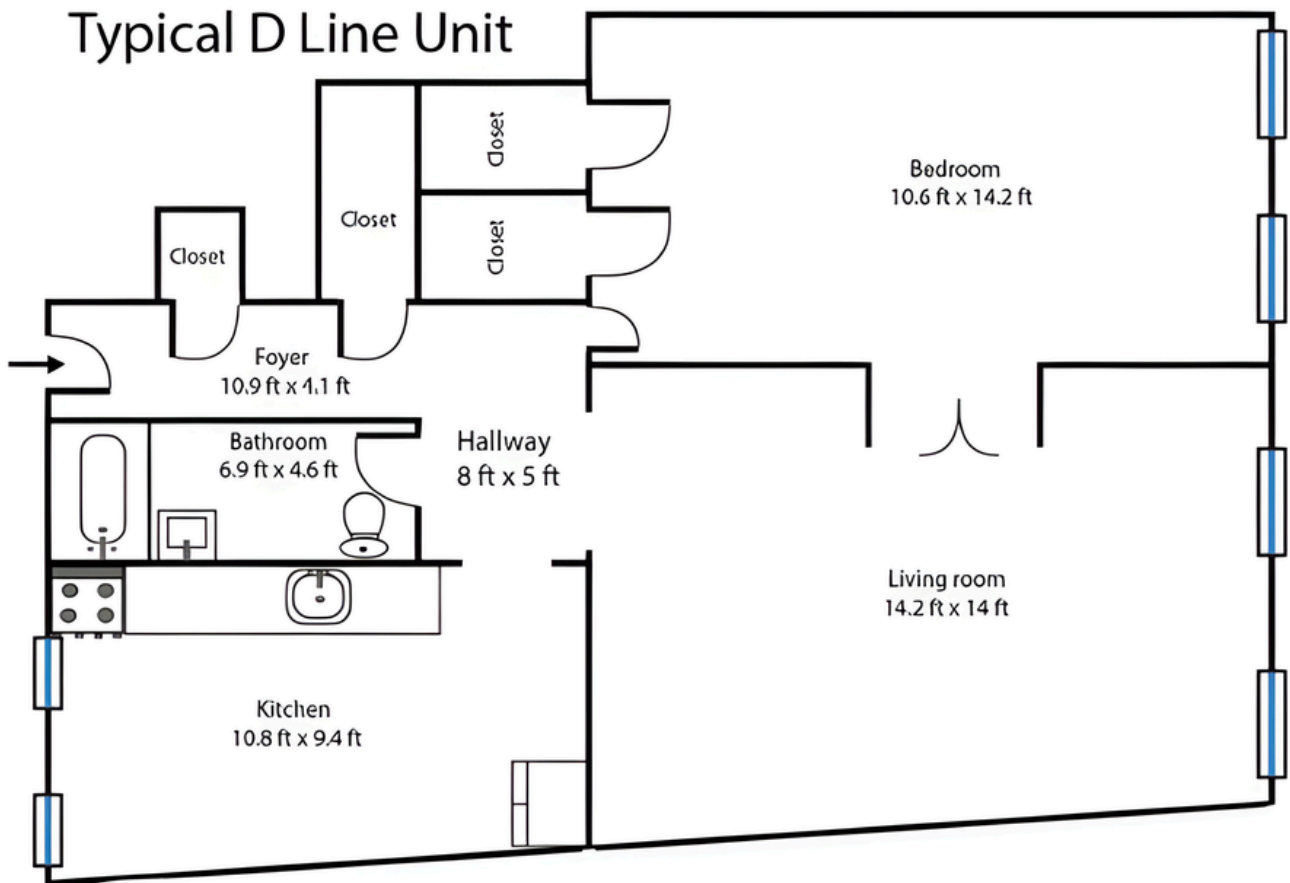 Typical D Line Unit
Closet
Closet
Closet
Closet
Bedroom
10.6 ft x 14.2 ft
Foyer
10.9 ft x 4.1 ft
Bathroom
6.9 ft x 4.6 ft
Hallway
8 ft x 5 ft
Living room
14.2 ft x 14 ft
Kitchen
10.8 ft x 9.4 ft